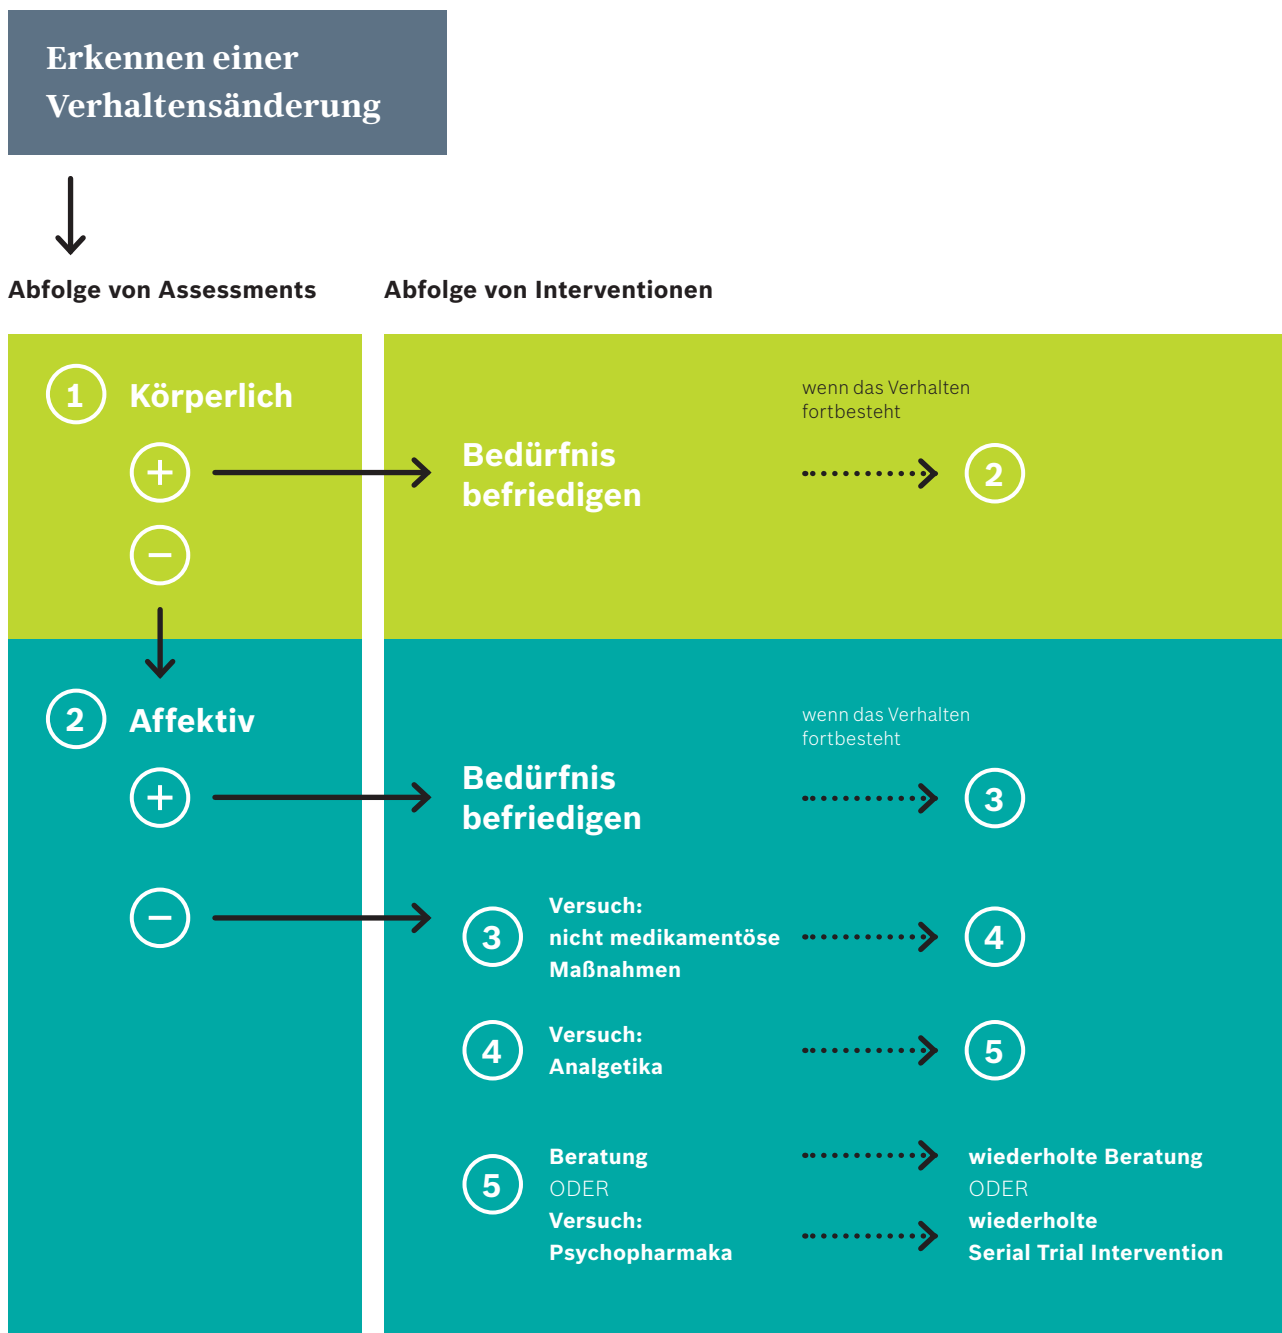 Erkennen einer
Verhaltensänderung
Abfolge von Assessments
Abfolge von Interventionen
1 Körperlich
+
−
Bedürfnis
befriedigen
wenn das Verhalten
fortbesteht
2
2 Affektiv
+
−
Bedürfnis
befriedigen
wenn das Verhalten
fortbesteht
3
3
Versuch:
nicht medikamentöse
Maßnahmen
4
4
Versuch:
Analgetika
5
5
Beratung
ODER
Versuch:
Psychopharmaka
wiederholte Beratung
ODER
wiederholte
Serial Trial Intervention